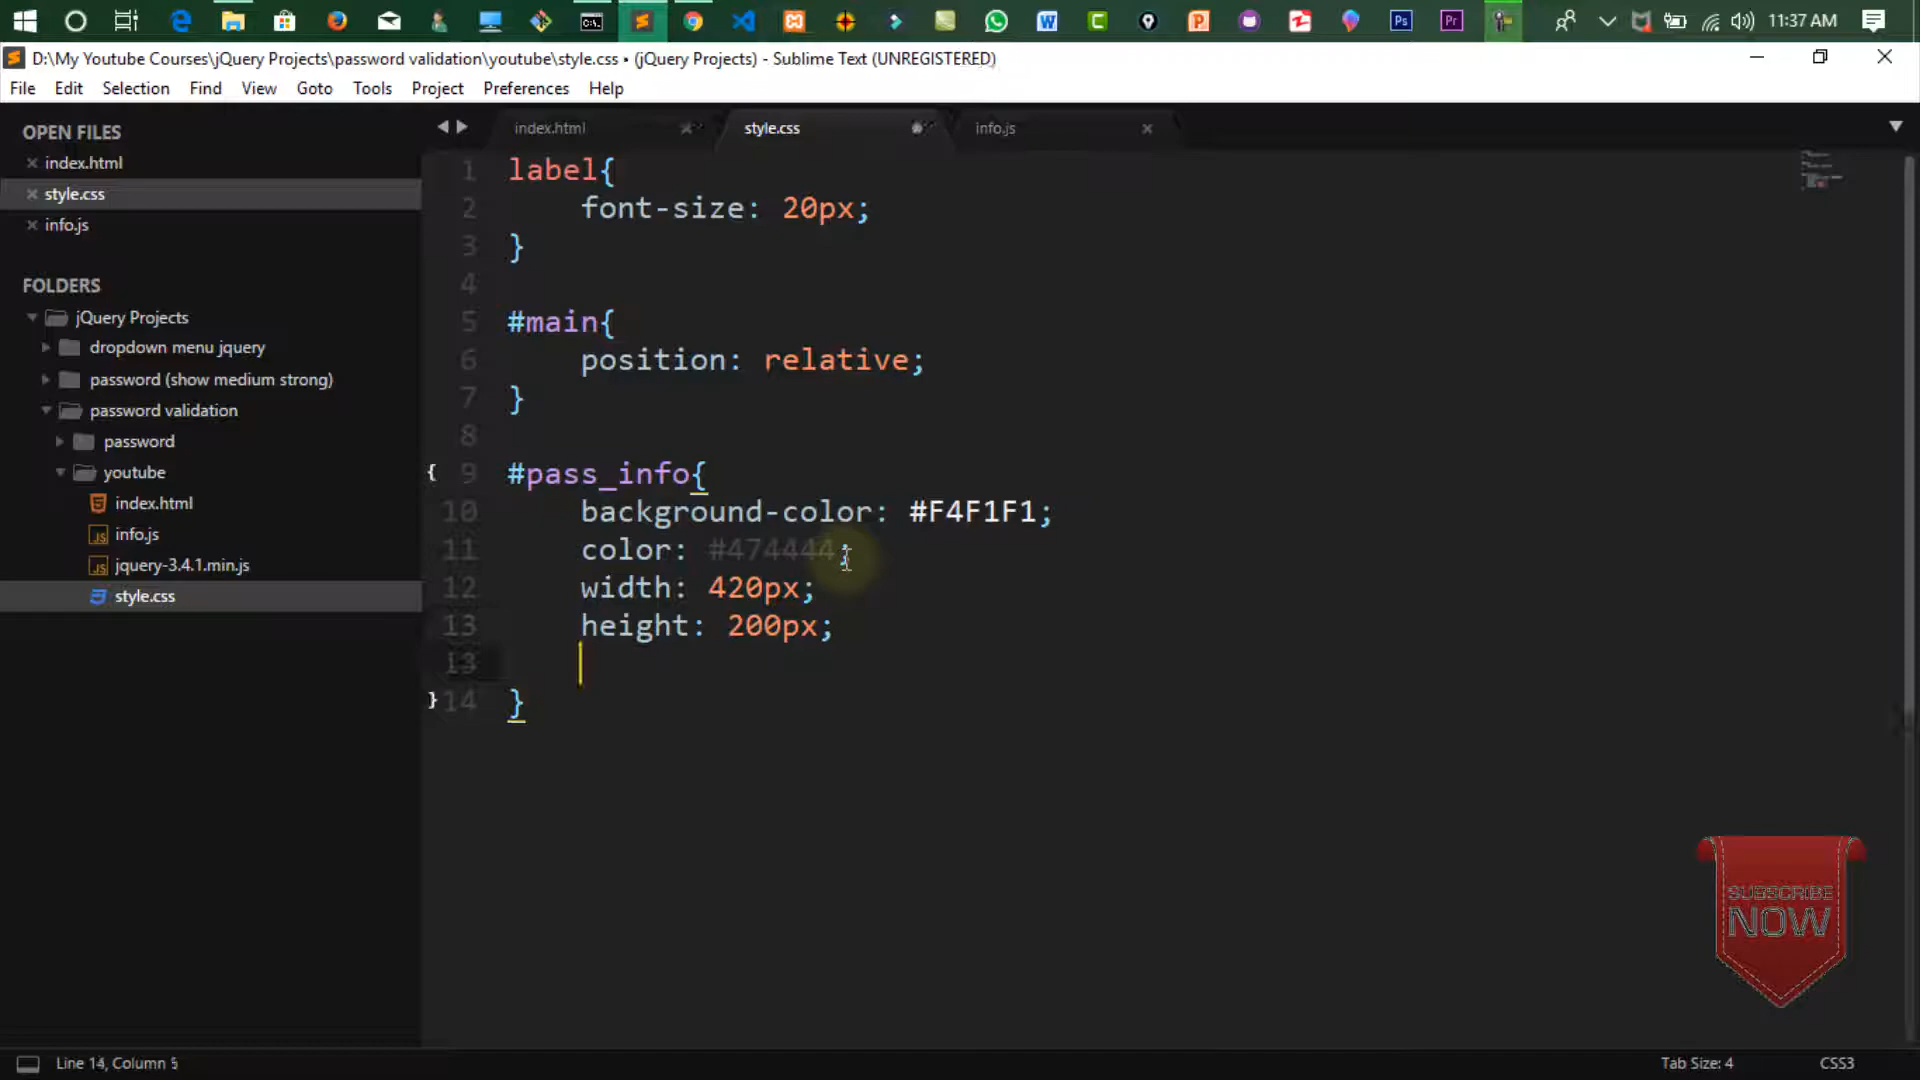 11:37 AM
D:\My Youtube Courses\jQuery Projects\password validation\youtube\style.css • (jQuery Projects) - Sublime Text (UNREGISTERED)
File Edit Selection Find View Goto Tools Project Preferences Help
OPEN FILES
index.html
style.css
info.js
FOLDERS
jQuery Projects
dropdown menu jquery
password (show medium strong)
password validation
password
youtube
index.html
info.js
jquery-3.4.1.min.js
style.css
index.html style.css info.js
1 label{
2 font-size: 20px;
3 }
4
5 #main{
6 position: relative;
7 }
8
9 #pass_info{
10 background-color: #F4F1F1;
11 color: #474444;
12 width: 420px;
13 height: 200px;
13
14 }
SUBSCRIBE
NOW
Line 14, Column 5
Tab Size: 4
CSS3